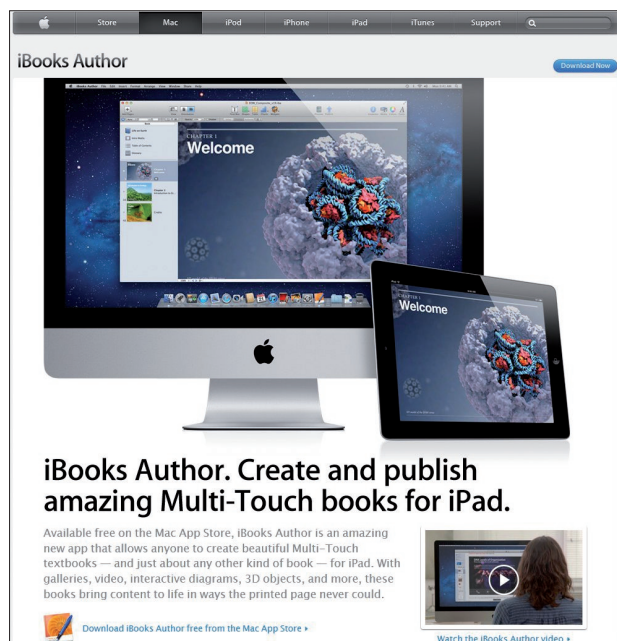 Store Mac iPod iPhone iPad iTunes Support
iBooks Author
Download Now
CHAPTER 1
Welcome
CHAPTER 1
Welcome
iBooks Author. Create and publish
amazing Multi-Touch books for iPad.
Available free on the Mac App Store, iBooks Author is an amazing
new app that allows anyone to create beautiful Multi-Touch
textbooks — and just about any other kind of book — for iPad. With
galleries, video, interactive diagrams, 3D objects, and more, these
books bring content to life in ways the printed page never could.
Download iBooks Author free from the Mac App Store
Watch the iBooks Author video